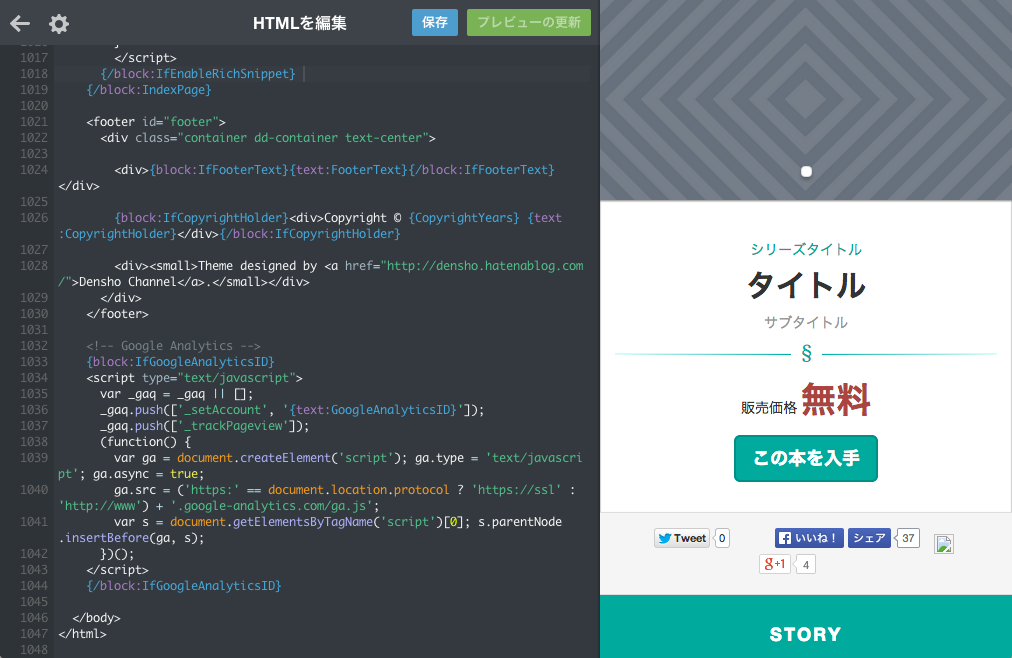 HTMLを編集
保存
プレビューの更新
1017 </script>
1018 {/block:IfEnableRichSnippet}
1019 {/block:IndexPage}
1020
1021 <footer id="footer">
1022 <div class="container dd-container text-center">
1023
1024 <div>{block:IfFooterText}{text:FooterText}{/block:IfFooterText}
</div>
1025
1026 {block:IfCopyrightHolder}<div>Copyright © {CopyrightYears} {text
:CopyrightHolder}</div>{/block:IfCopyrightHolder}
1027
1028 <div><small>Theme designed by <a href="http://densho.hatenablog.com
/">Densho Channel</a>.</small></div>
1029 </div>
1030 </footer>
1031
1032 <!-- Google Analytics -->
1033 {block:IfGoogleAnalyticsID}
1034 <script type="text/javascript">
1035 var _gaq = _gaq || [];
1036 _gaq.push(['_setAccount', '{text:GoogleAnalyticsID}']);
1037 _gaq.push(['_trackPageview']);
1038 (function() {
1039 var ga = document.createElement('script'); ga.type = 'text/javascri
pt'; ga.async = true;
1040 ga.src = ('https:' == document.location.protocol ? 'https://ssl' :
'http://www') + '.google-analytics.com/ga.js';
1041 var s = document.getElementsByTagName('script')[0]; s.parentNode
.insertBefore(ga, s);
1042 })();
1043 </script>
1044 {/block:IfGoogleAnalyticsID}
1045
1046 </body>
1047 </html>
1048
シリーズタイトル
タイトル
サブタイトル
§
販売価格 無料
この本を入手
Tweet 0 いいね！ シェア 37
g+1 4
STORY